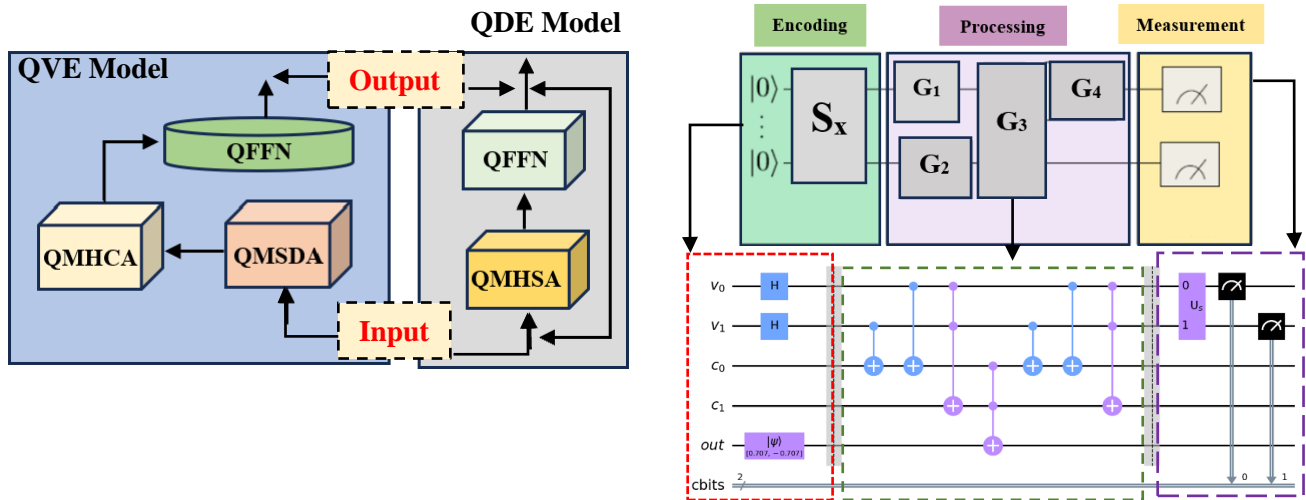 QDE Model
QVE Model
Output
QFFN
QFFN
QMHCA
QMSDA
QMHSA
Input
Encoding
Processing
Measurement
|0⟩
⋮
|0⟩
Sx
G1
G2
G3
G4
v0
H
0
Us
v1
H
1
c0
c1
out
|ψ⟩
[0.707, −0.707]
cbits
2
0
1